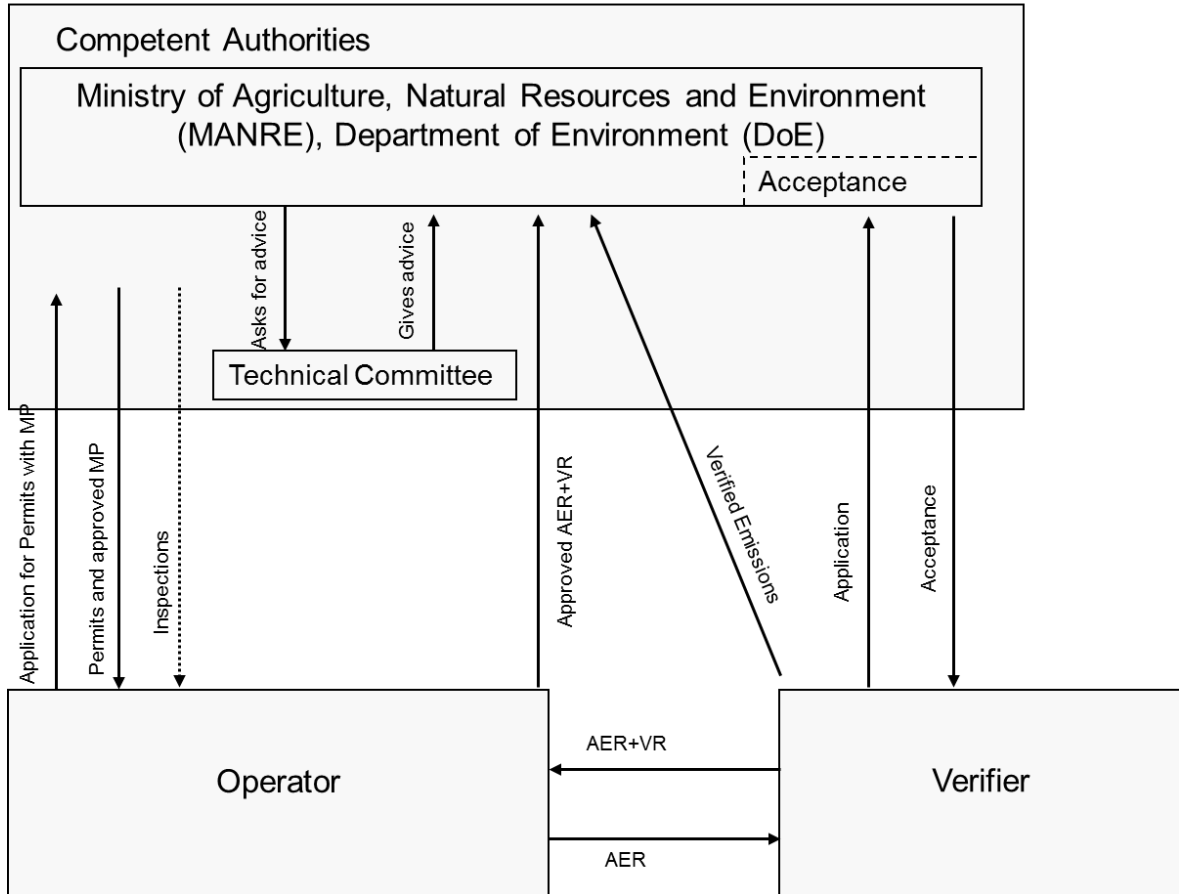 Competent Authorities
Ministry of Agriculture, Natural Resources and Environment
(MANRE), Department of Environment (DoE)
Acceptance
Asks for advice
Gives advice
Technical Committee
Application for Permits with MP
Permits and approved MP
Inspections
Approved AER+VR
Verified Emissions
Application
Acceptance
AER+VR
Operator
Verifier
AER